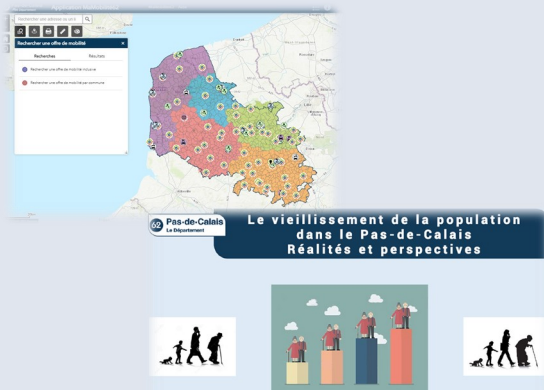 Rechercher une adresse ou un li
Rechercher une offre de mobilité
Recherches Résultats
Rechercher une offre de mobilité inclusive
Rechercher une offre de mobilité par commune
62 Pas-de-Calais
Le Département
Le vieillissement de la population
dans le Pas-de-Calais
Réalités et perspectives